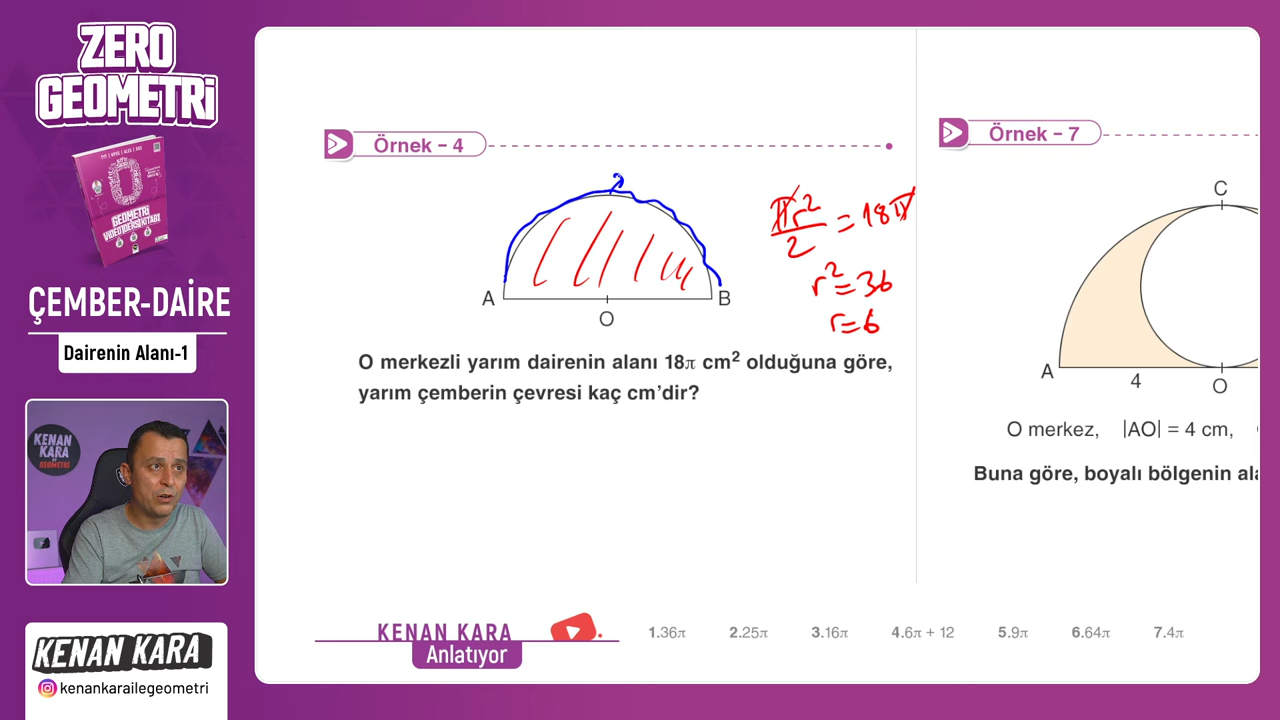 ZERO
GEOMETRİ
GEOMETRİ
VİDEO DERS KİTABI
ÇEMBER-DAİRE
Dairenin Alanı-1
KENAN
KARA
GEOMETRİ
KENAN KARA
kenankarailegeometri
Örnek – 4
A
O
B
πr²/2 = 18π
r² = 36
r = 6
O merkezli yarım dairenin alanı 18π cm² olduğuna göre,
yarım çemberin çevresi kaç cm’dir?
Örnek – 7
C
A
4
O
O merkez, |AO| = 4 cm,
Buna göre, boyalı bölgenin
KENAN KARA
Anlatıyor
1.36π 2.25π 3.16π 4.6π + 12 5.9π 6.64π 7.4π